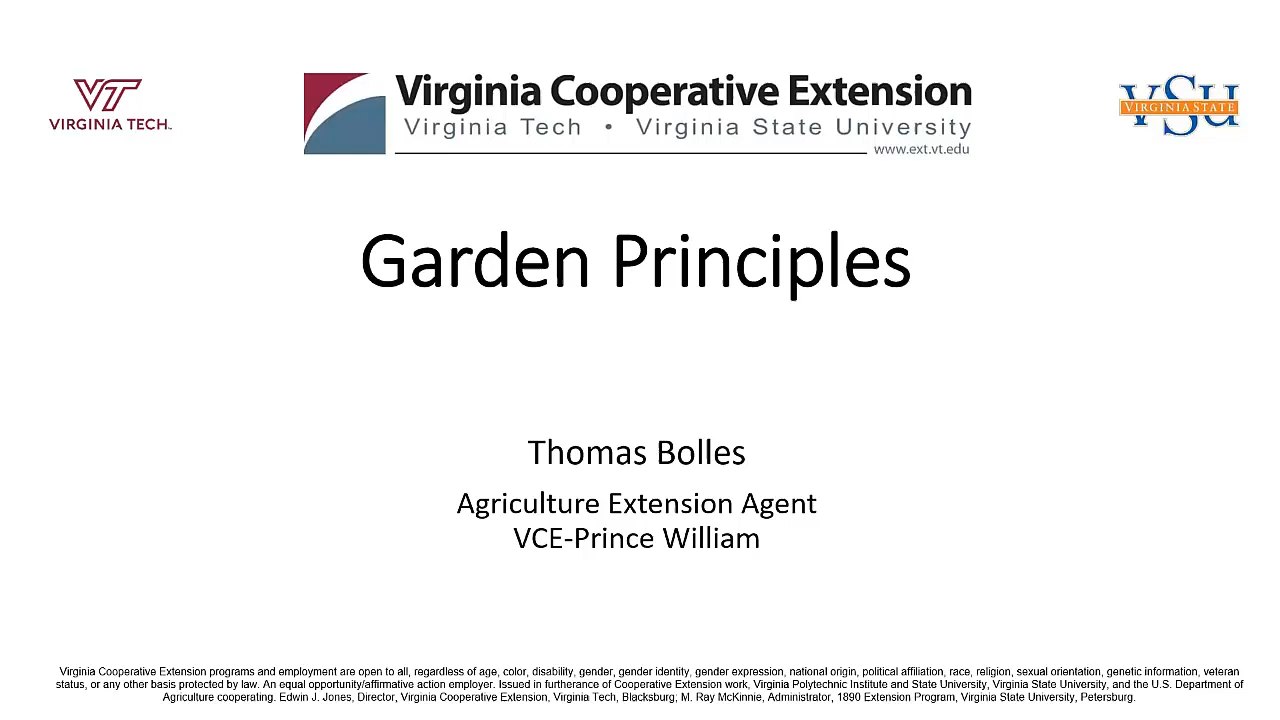 VT
VIRGINIA TECH™
Virginia Cooperative Extension
Virginia Tech • Virginia State University
www.ext.vt.edu
VSU
VIRGINIA STATE
Garden Principles
Thomas Bolles
Agriculture Extension Agent
VCE-Prince William
Virginia Cooperative Extension programs and employment are open to all, regardless of age, color, disability, gender, gender identity, gender expression, national origin, political affiliation, race, religion, sexual orientation, genetic information, veteran
status, or any other basis protected by law. An equal opportunity/affirmative action employer. Issued in furtherance of Cooperative Extension work, Virginia Polytechnic Institute and State University, Virginia State University, and the U.S. Department of
Agriculture cooperating. Edwin J. Jones, Director, Virginia Cooperative Extension, Virginia Tech, Blacksburg; M. Ray McKinnie, Administrator, 1890 Extension Program, Virginia State University, Petersburg.